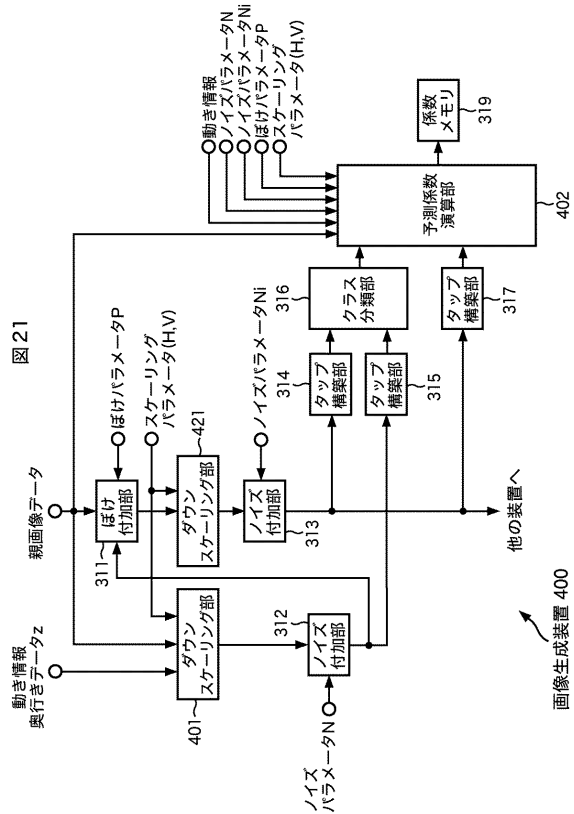 図21
動き情報
奥行きデータz
親画像データ
ぼけパラメータP
スケーリング
パラメータ(H,V)
動き情報
ノイズパラメータN
ノイズパラメータNi
ぼけパラメータP
スケーリング
パラメータ(H,V)
ぼけ
付加部
311
ダウン
スケーリング部
401
ダウン
スケーリング部
421
ノイズパラメータNi
ノイズ
付加部
312
ノイズ
付加部
313
ノイズ
パラメータN
タップ
構築部
314
タップ
構築部
315
クラス
分類部
316
タップ
構築部
317
予測係数
演算部
402
係数
メモリ
319
他の装置へ
画像生成装置 400